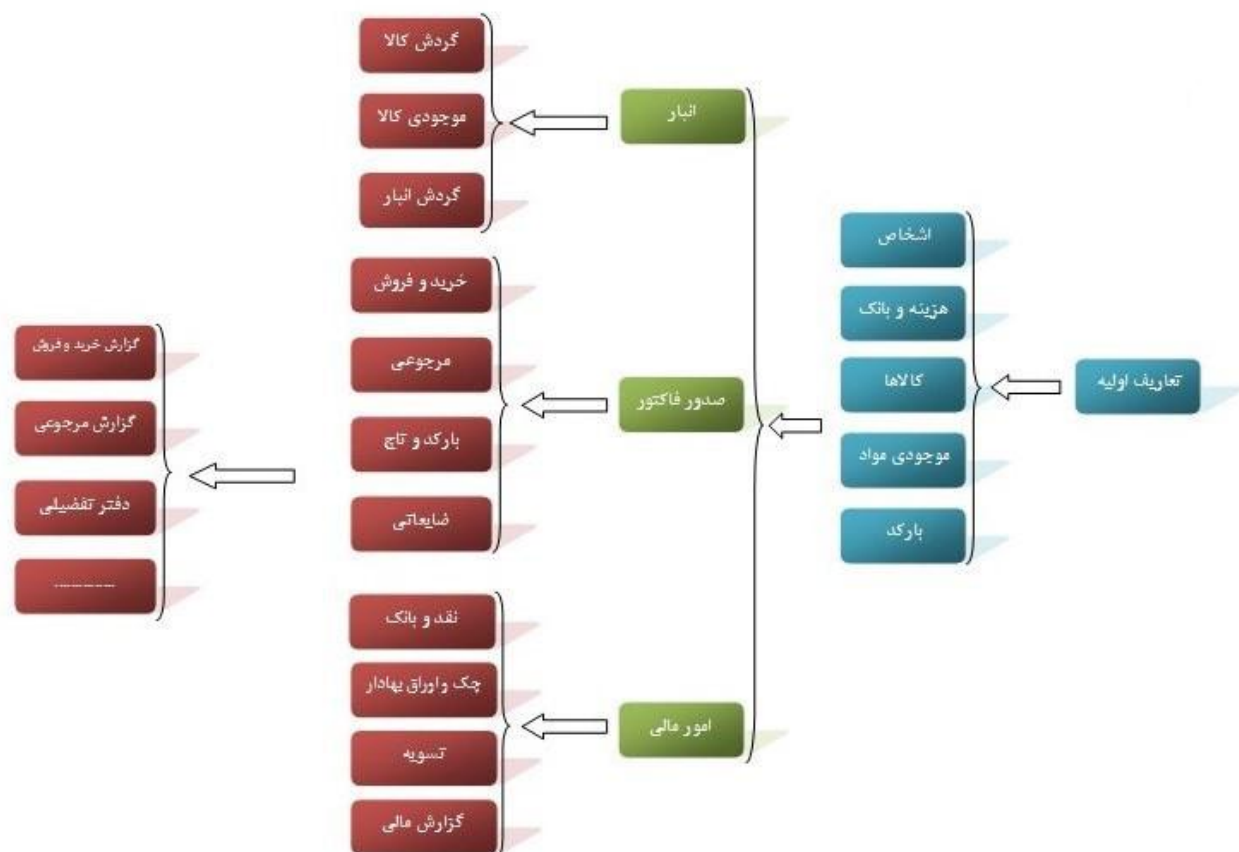 تعاریف اولیه
اشخاص
هزینه و بانک
کالاها
موجودی مواد
بارکد
انبار
صدور فاکتور
امور مالی
گردش کالا
موجودی کالا
گردش انبار
خرید و فروش
مرجوعی
بارکد و تاچ
ضایعاتی
نقد و بانک
چک و اوراق بهادار
تسویه
گزارش مالی
گزارش خرید و فروش
گزارش مرجوعی
دفتر تفضیلی
...............